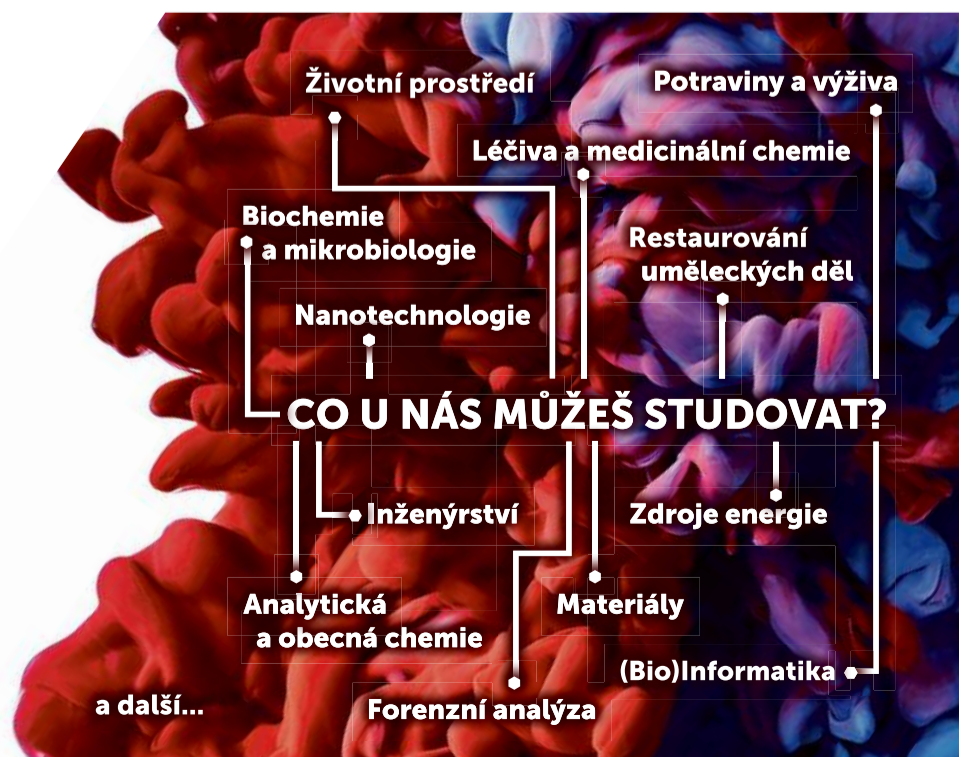 Životní prostředí
Potraviny a výživa
Léčiva a medicinální chemie
Biochemie
a mikrobiologie
Restaurování
uměleckých děl
Nanotechnologie
CO U NÁS MŮŽEŠ STUDOVAT?
Inženýrství
Zdroje energie
Analytická
a obecná chemie
Materiály
(Bio)Informatika
a další...
Forenzní analýza